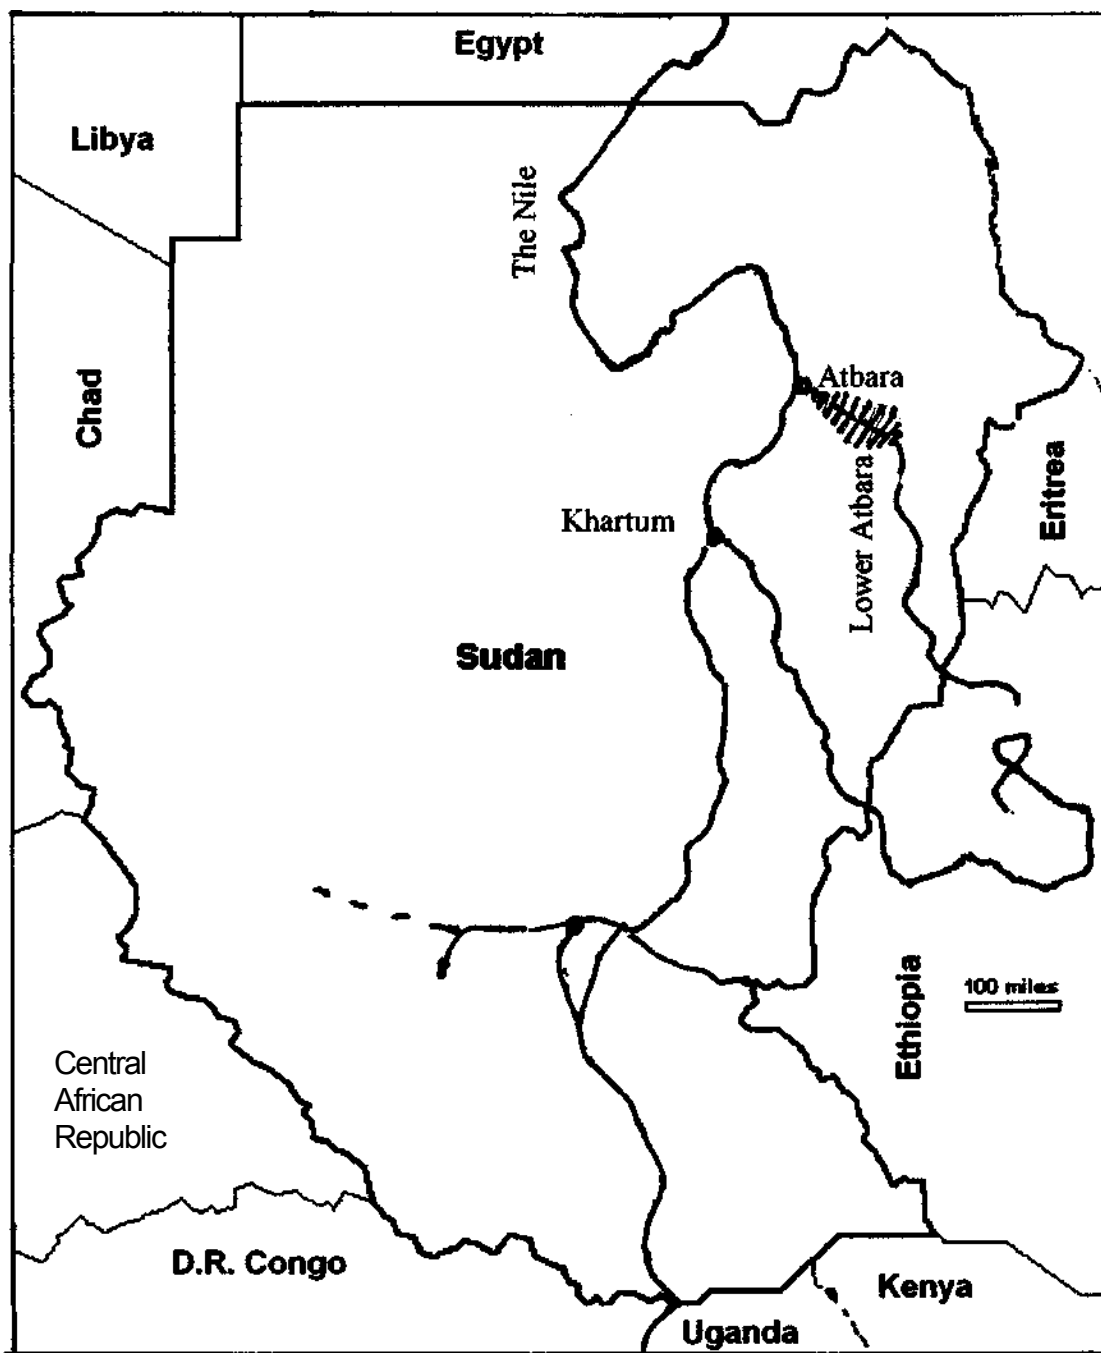 Egypt
Libya
The Nile
Chad
Atbara
Khartum
Lower Atbara
Eritrea
Sudan
Ethiopia
100 miles
Central
African
Republic
D.R. Congo
Kenya
Uganda